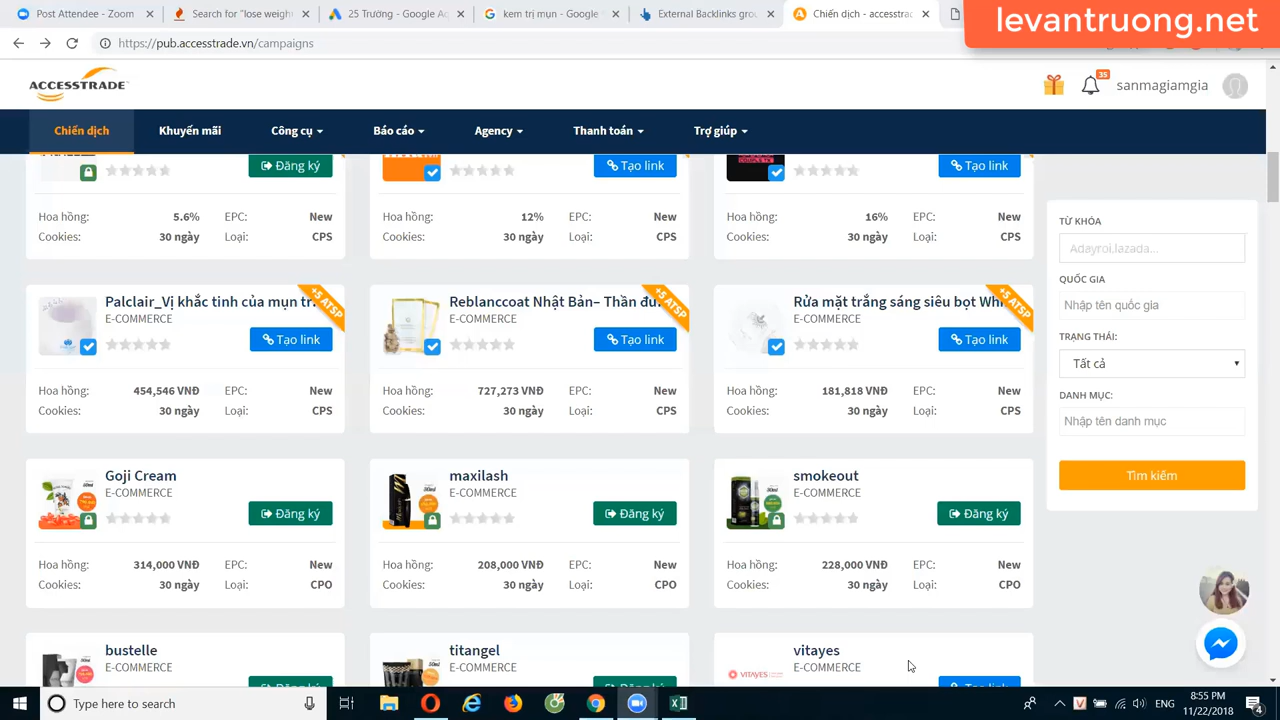 Post Attendee - Zoom
Search for "lose weight
25 Trưởng - Google Ad
kem trị mụn - Google
External Backlinks grou
Chiến dịch - accesstrad
levantruong.net
https://pub.accesstrade.vn/campaigns
ACCESSTRADE
35
sanmagiamgia
Chiến dịch
Khuyến mãi
Công cụ
Báo cáo
Agency
Thanh toán
Trợ giúp
Đăng ký
Tạo link
Tạo link
Hoa hồng: 5.6% EPC: New
Cookies: 30 ngày Loại: CPS
Hoa hồng: 12% EPC: New
Cookies: 30 ngày Loại: CPS
Hoa hồng: 16% EPC: New
Cookies: 30 ngày Loại: CPS
Palclair_Vị khắc tinh của mụn tr
+5 ATSP
E-COMMERCE
Tạo link
Hoa hồng: 454,546 VNĐ EPC: New
Cookies: 30 ngày Loại: CPS
Reblanccoat Nhật Bản– Thần đu
+5 ATSP
E-COMMERCE
Tạo link
Hoa hồng: 727,273 VNĐ EPC: New
Cookies: 30 ngày Loại: CPS
Rửa mặt trắng sáng siêu bọt Whi
+5 ATSP
E-COMMERCE
Tạo link
Hoa hồng: 181,818 VNĐ EPC: New
Cookies: 30 ngày Loại: CPS
Goji Cream
E-COMMERCE
Đăng ký
Hoa hồng: 314,000 VNĐ EPC: New
Cookies: 30 ngày Loại: CPO
maxilash
E-COMMERCE
Đăng ký
Hoa hồng: 208,000 VNĐ EPC: New
Cookies: 30 ngày Loại: CPO
smokeout
E-COMMERCE
Đăng ký
Hoa hồng: 228,000 VNĐ EPC: New
Cookies: 30 ngày Loại: CPO
bustelle
E-COMMERCE
Đăng ký
titangel
E-COMMERCE
Đăng ký
vitayes
E-COMMERCE
VITAYES
Tạo link
TỪ KHÓA
Adayroi,lazada...
QUỐC GIA
Nhập tên quốc gia
TRẠNG THÁI:
Tất cả
DANH MỤC:
Nhập tên danh mục
Tìm kiếm
Type here to search
ENG
8:55 PM
11/22/2018
4